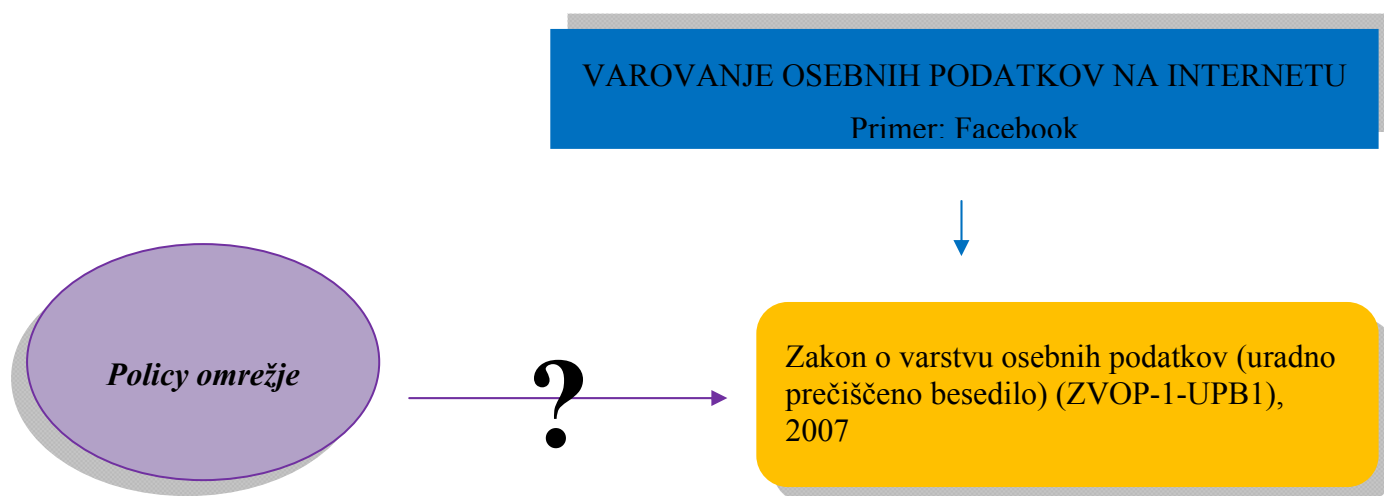 VAROVANJE OSEBNIH PODATKOV NA INTERNETU
Primer: Facebook
Policy omrežje
?
Zakon o varstvu osebnih podatkov (uradno
prečiščeno besedilo) (ZVOP-1-UPB1),
2007